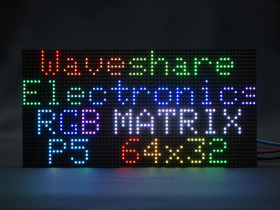 Waveshare
Electronics
RGB MATRIX
P5 64x32